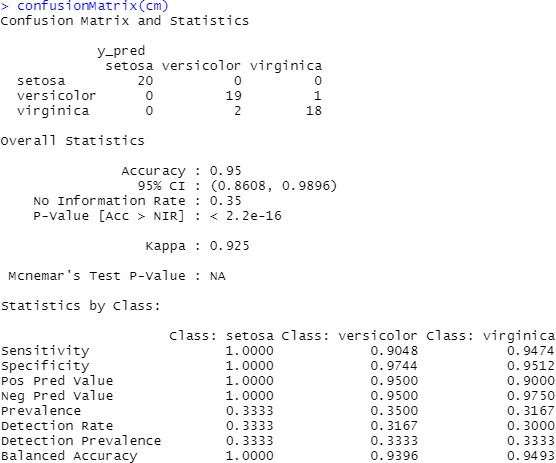 > confusionMatrix(cm)
Confusion Matrix and Statistics
y_pred
setosa versicolor virginica
setosa 20 0 0
versicolor 0 19 1
virginica 0 2 18
Overall Statistics
Accuracy : 0.95
95% CI : (0.8608, 0.9896)
No Information Rate : 0.35
P-Value [Acc > NIR] : < 2.2e-16
Kappa : 0.925
Mcnemar's Test P-Value : NA
Statistics by Class:
Class: setosa Class: versicolor Class: virginica
Sensitivity 1.0000 0.9048 0.9474
Specificity 1.0000 0.9744 0.9512
Pos Pred Value 1.0000 0.9500 0.9000
Neg Pred Value 1.0000 0.9500 0.9750
Prevalence 0.3333 0.3500 0.3167
Detection Rate 0.3333 0.3167 0.3000
Detection Prevalence 0.3333 0.3333 0.3333
Balanced Accuracy 1.0000 0.9396 0.9493